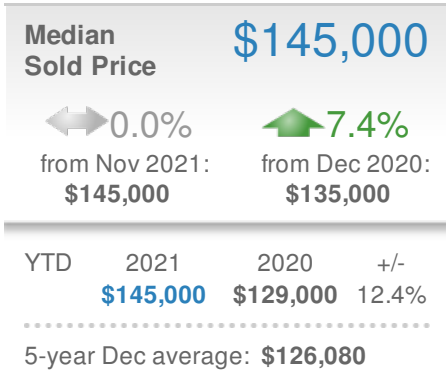 Median
Sold Price
$145,000
0.0%
7.4%
from Nov 2021:
$145,000
from Dec 2020:
$135,000
YTD 2021 2020 +/-
$145,000 $129,000 12.4%
5-year Dec average: $126,080